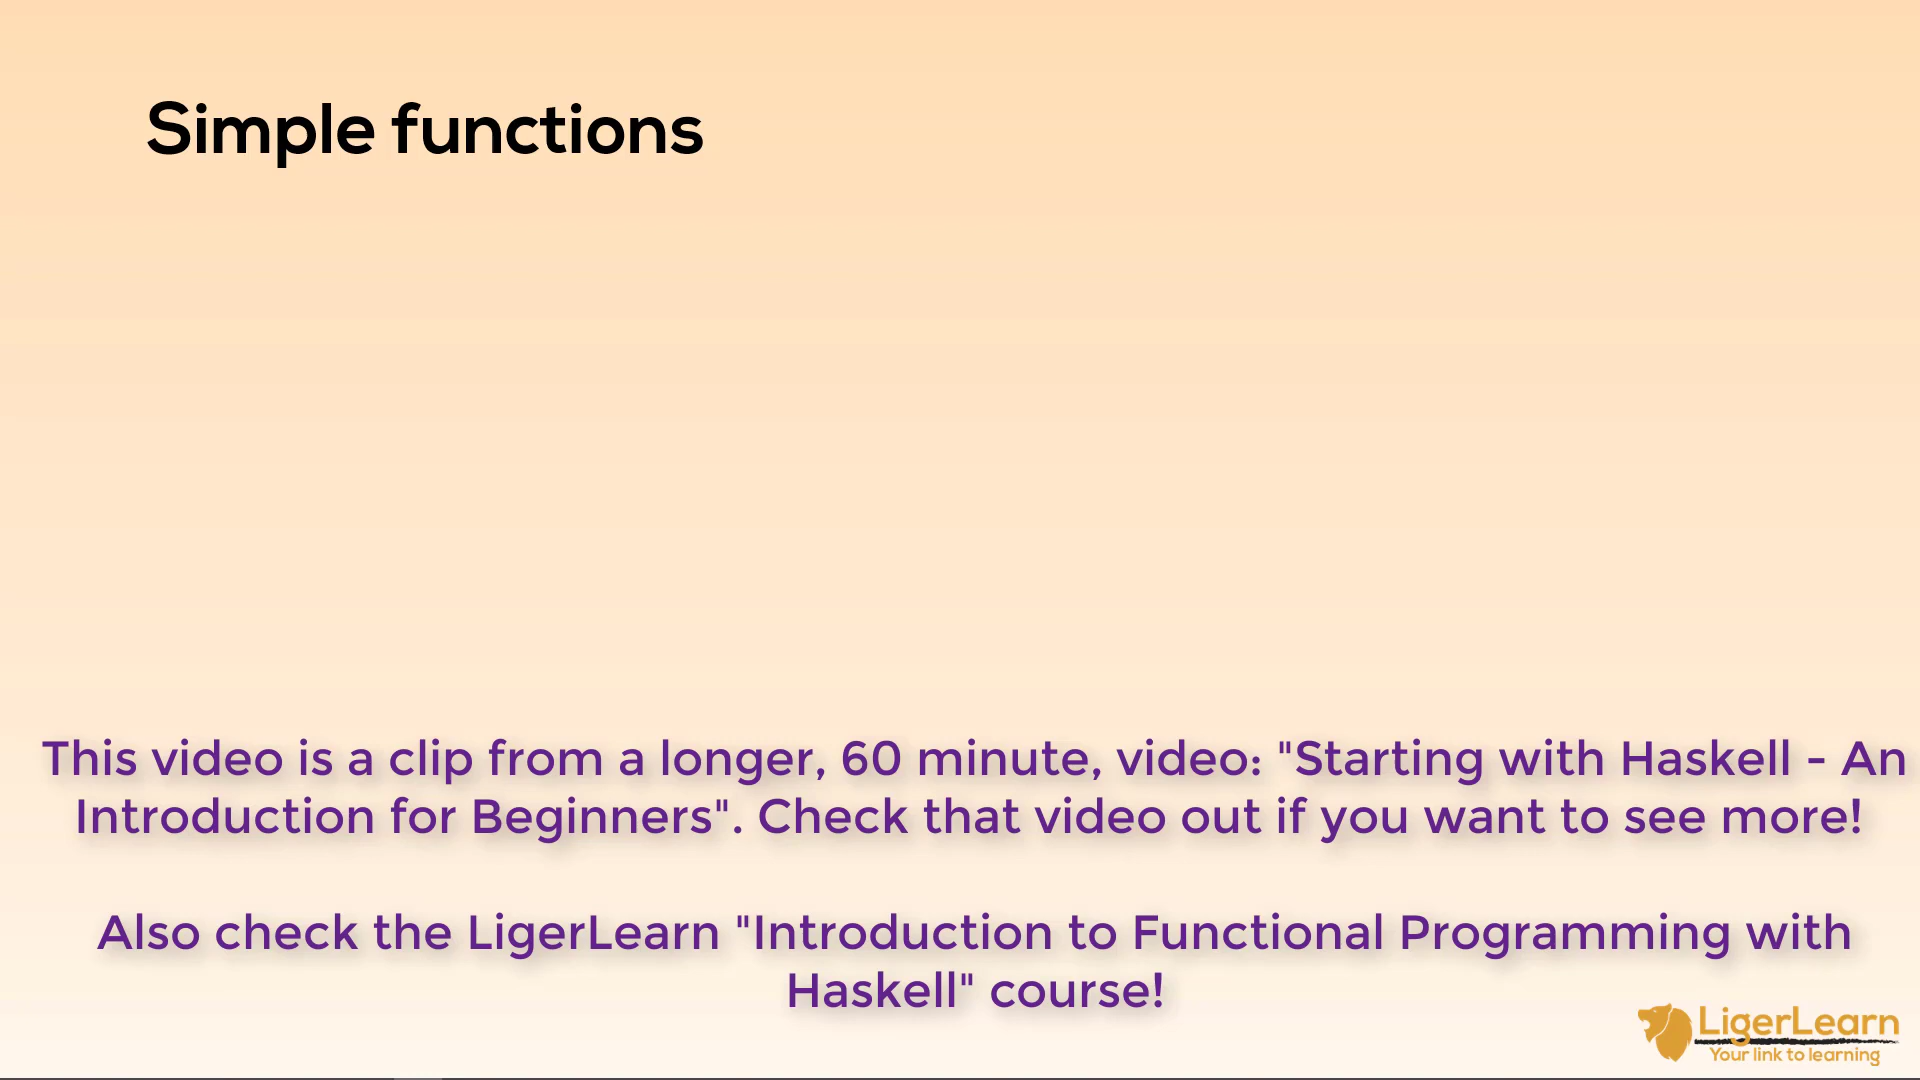 Simple functions
This video is a clip from a longer, 60 minute, video: "Starting with Haskell - An
Introduction for Beginners". Check that video out if you want to see more!
Also check the LigerLearn "Introduction to Functional Programming with
Haskell" course!
LigerLearn
Your link to learning